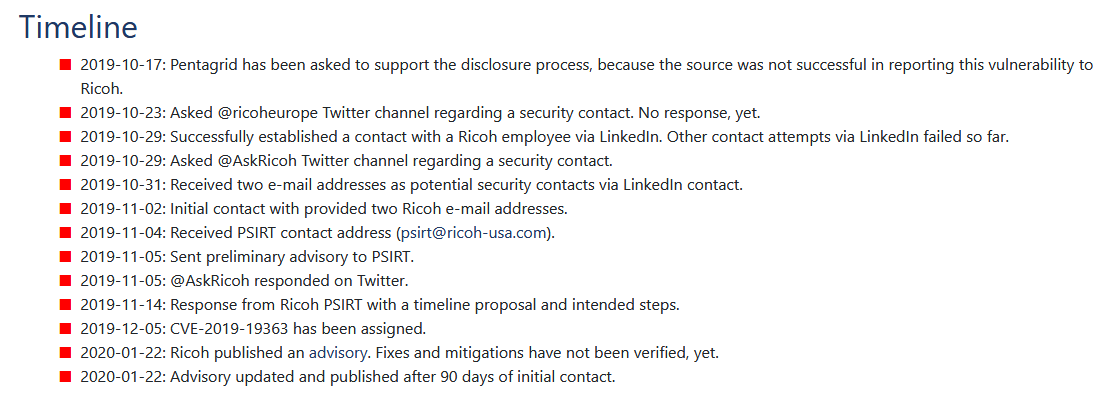 Timeline
2019-10-17: Pentagrid has been asked to support the disclosure process, because the source was not successful in reporting this vulnerability to
Ricoh.
2019-10-23: Asked @ricoheurope Twitter channel regarding a security contact. No response, yet.
2019-10-29: Successfully established a contact with a Ricoh employee via LinkedIn. Other contact attempts via LinkedIn failed so far.
2019-10-29: Asked @AskRicoh Twitter channel regarding a security contact.
2019-10-31: Received two e-mail addresses as potential security contacts via LinkedIn contact.
2019-11-02: Initial contact with provided two Ricoh e-mail addresses.
2019-11-04: Received PSIRT contact address (psirt@ricoh-usa.com).
2019-11-05: Sent preliminary advisory to PSIRT.
2019-11-05: @AskRicoh responded on Twitter.
2019-11-14: Response from Ricoh PSIRT with a timeline proposal and intended steps.
2019-12-05: CVE-2019-19363 has been assigned.
2020-01-22: Ricoh published an advisory. Fixes and mitigations have not been verified, yet.
2020-01-22: Advisory updated and published after 90 days of initial contact.